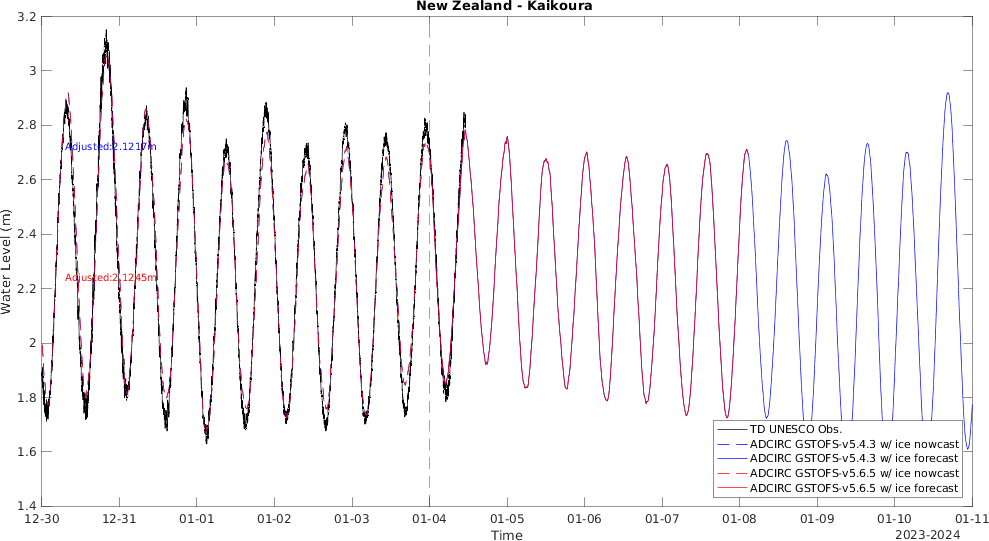 New Zealand - Kaikoura
3.2
3
2.8
2.6
2.4
2.2
2
1.8
1.6
1.4
Water Level (m)
Adjusted:2.1217m
Adjusted:2.1245m
TD UNESCO Obs.
ADCIRC GSTOFS-v5.4.3 w/ ice nowcast
ADCIRC GSTOFS-v5.4.3 w/ ice forecast
ADCIRC GSTOFS-v5.6.5 w/ ice nowcast
ADCIRC GSTOFS-v5.6.5 w/ ice forecast
12-30 12-31 01-01 01-02 01-03 01-04 01-05 01-06 01-07 01-08 01-09 01-10 01-11
Time
2023-2024